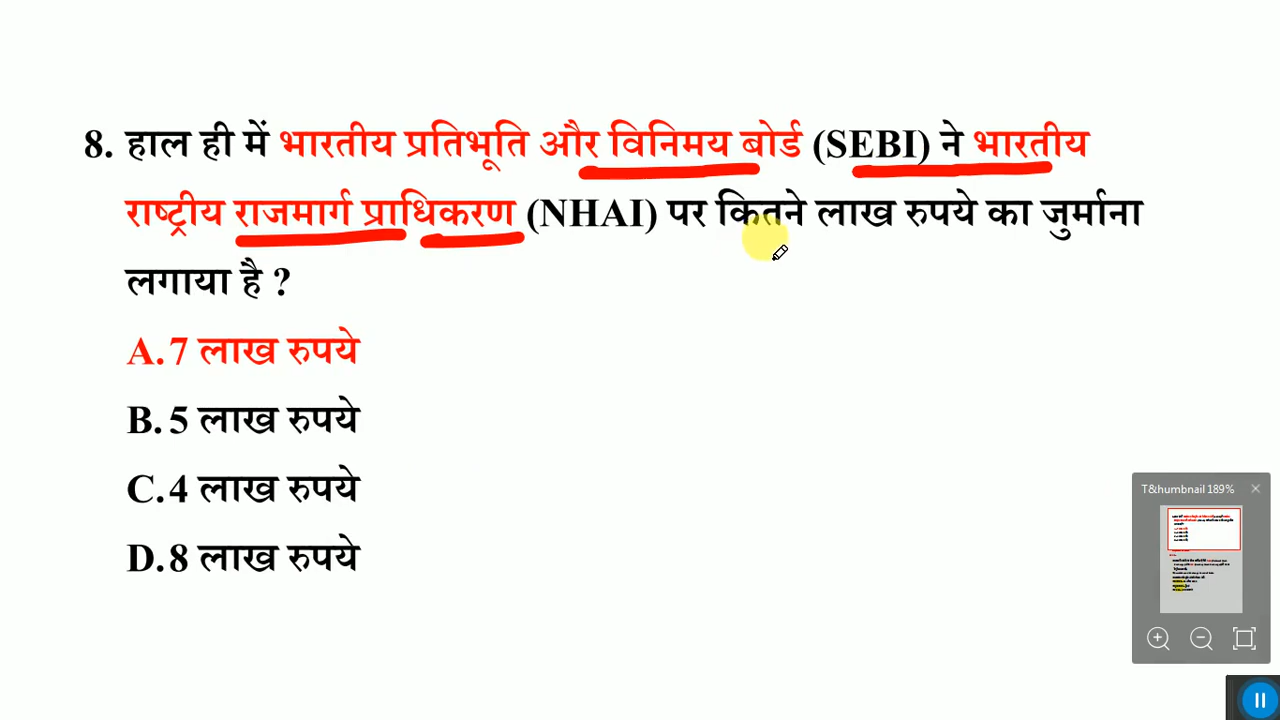 8. हाल ही में भारतीय प्रतिभूति और विनिमय बोर्ड (SEBI) ने भारतीय
राष्ट्रीय राजमार्ग प्राधिकरण (NHAI) पर कितने लाख रुपये का जुर्माना
लगाया है ?
A. 7 लाख रुपये
B. 5 लाख रुपये
C. 4 लाख रुपये
D. 8 लाख रुपये
T&humbnail 189%